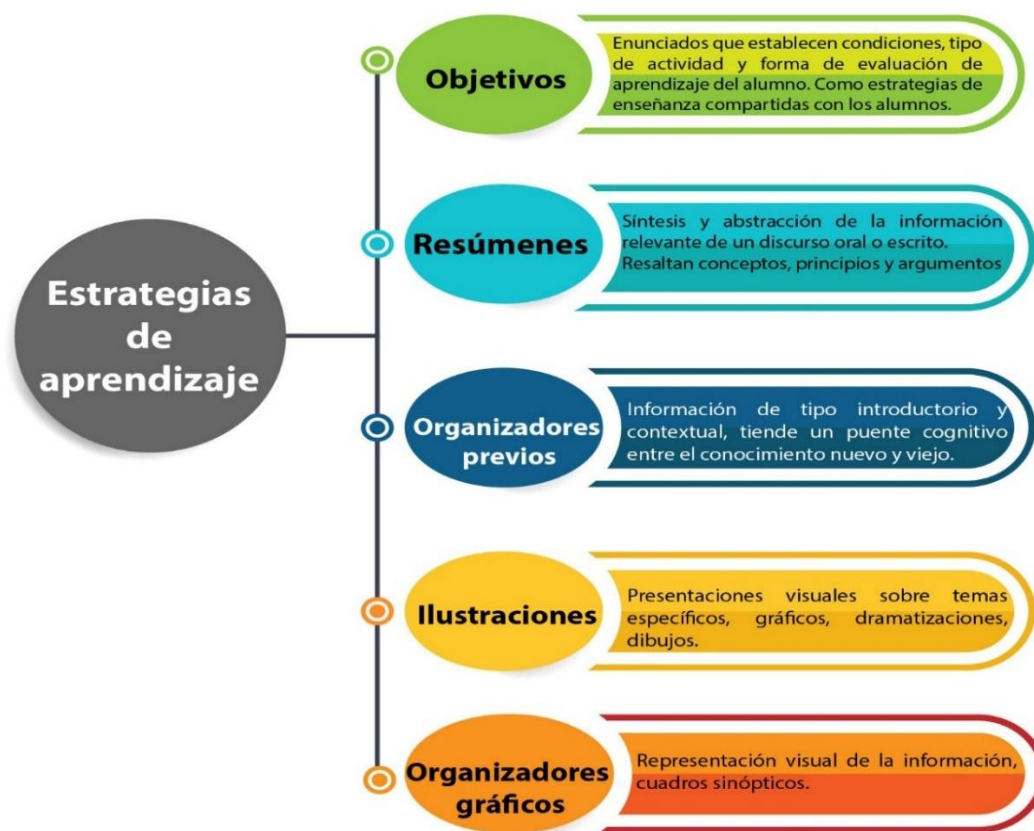 Estrategias
de
aprendizaje
Objetivos
Enunciados que establecen condiciones, tipo
de actividad y forma de evaluación de
aprendizaje del alumno. Como estrategias de
enseñanza compartidas con los alumnos.
Resúmenes
Síntesis y abstracción de la información
relevante de un discurso oral o escrito.
Resaltan conceptos, principios y argumentos
Organizadores
previos
Información de tipo introductorio y
contextual, tiende un puente cognitivo
entre el conocimiento nuevo y viejo.
Ilustraciones
Presentaciones visuales sobre temas
específicos, gráficos, dramatizaciones,
dibujos.
Organizadores
gráficos
Representación visual de la información,
cuadros sinópticos.